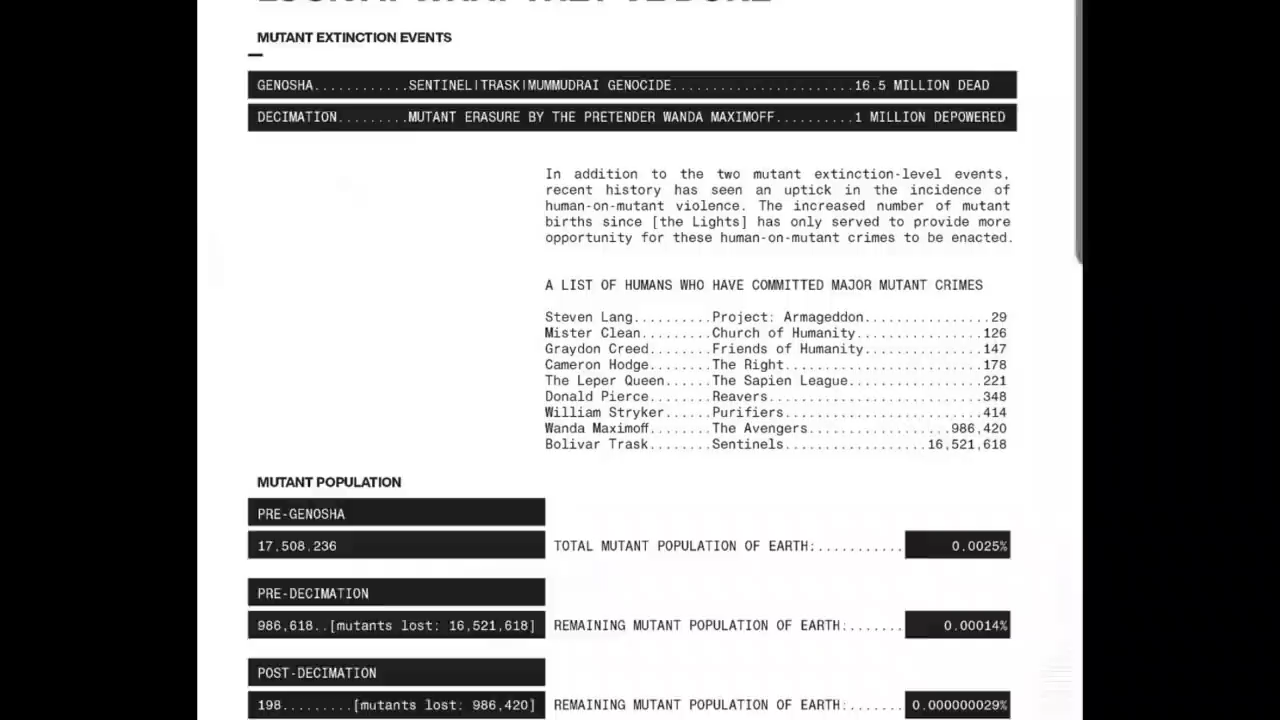 MUTANT EXTINCTION EVENTS
GENOSHA............SENTINEL|TRASK|MUMMUDRAI GENOCIDE.......................16.5 MILLION DEAD
DECIMATION.........MUTANT ERASURE BY THE PRETENDER WANDA MAXIMOFF..........1 MILLION DEPOWERED
In addition to the two mutant extinction-level events,
recent history has seen an uptick in the incidence of
human-on-mutant violence. The increased number of mutant
births since [the Lights] has only served to provide more
opportunity for these human-on-mutant crimes to be enacted.
A LIST OF HUMANS WHO HAVE COMMITTED MAJOR MUTANT CRIMES
Steven Lang..........Project: Armageddon...............29
Mister Clean.........Church of Humanity................126
Graydon Creed........Friends of Humanity...............147
Cameron Hodge........The Right.........................178
The Leper Queen......The Sapien League.................221
Donald Pierce........Reavers...........................348
William Stryker......Purifiers.........................414
Wanda Maximoff.......The Avengers..................986,420
Bolivar Trask........Sentinels..................16,521,618
MUTANT POPULATION
PRE-GENOSHA
17,508,236 TOTAL MUTANT POPULATION OF EARTH:........... 0.0025%
PRE-DECIMATION
986,618..[mutants lost: 16,521,618] REMAINING MUTANT POPULATION OF EARTH:....... 0.00014%
POST-DECIMATION
198.........[mutants lost: 986,420] REMAINING MUTANT POPULATION OF EARTH:....... 0.000000029%